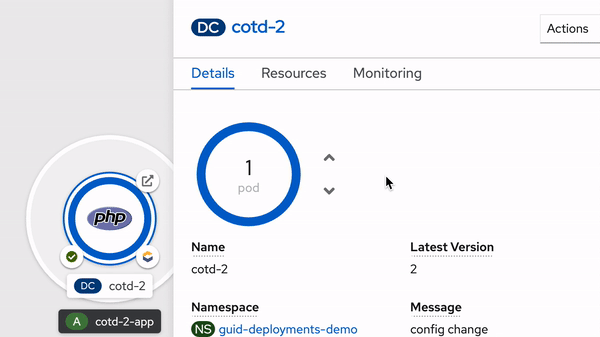 DC cotd-2
Actions
Details Resources Monitoring
1
pod
php
Name
cotd-2
Latest Version
2
DC cotd-2
A cotd-2-app
Namespace
NS guid-deployments-demo
Message
config change